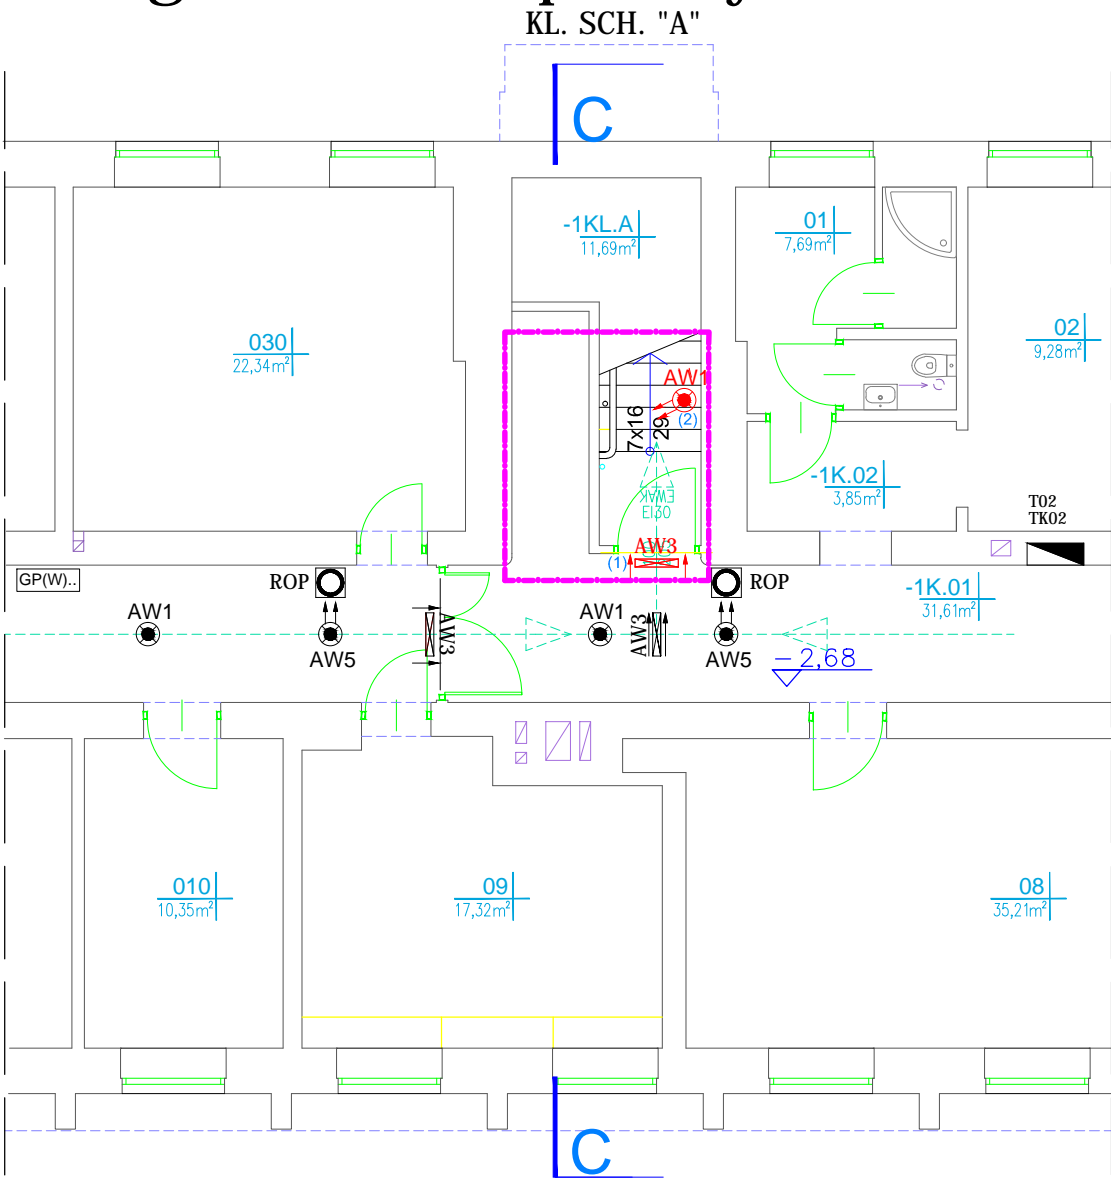 KL. SCH. "A"
C
-1KL.A
11,69m²
01
7,69m²
030
22,34m²
02
9,28m²
AW1
(2)
7x16
29
-1K.02
3,85m²
EWAK
EI30
T02
TK02
AW3
(1)
GP(W)..
ROP
ROP
-1K.01
31,61m²
AW1
AW5
AW3
AW1
AW3
AW5
-2,68
010
10,35m²
09
17,32m²
08
35,21m²
C